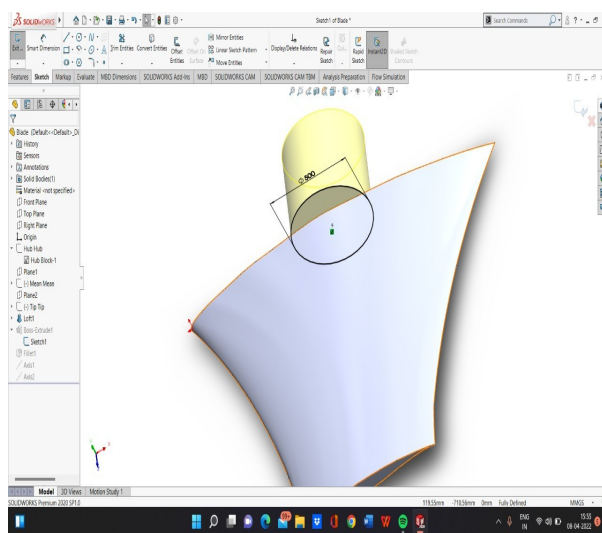 SOLIDWORKS
Sketch1 of Blade *
Search Commands
Exit...
Smart Dimension
Trim Entities
Convert Entities
Offset Entities
Offset On Surface
Mirror Entities
Linear Sketch Pattern
Move Entities
Display/Delete Relations
Repair Sketch
Rapid Sketch
Instant2D
Shaded Sketch Contours
Features Sketch Markup Evaluate MBD Dimensions SOLIDWORKS Add-Ins MBD SOLIDWORKS CAM SOLIDWORKS CAM TBM Analysis Preparation Flow Simulation
Blade (Default<<Default>_Di
History
Sensors
Annotations
Solid Bodies(1)
Material <not specified>
Front Plane
Top Plane
Right Plane
Origin
Hub Hub
Hub Block-1
Plane1
(-) Mean Mean
Plane2
(-) Tip Tip
Loft1
Boss-Extrude1
Sketch1
Fillet1
Axis1
Axis2
Ø 500
Model 3D Views Motion Study 1
SOLIDWORKS Premium 2020 SP1.0
119.55mm -710.56mm 0mm Fully Defined MMGS
99+
ENG
IN
15:55
08-04-2022